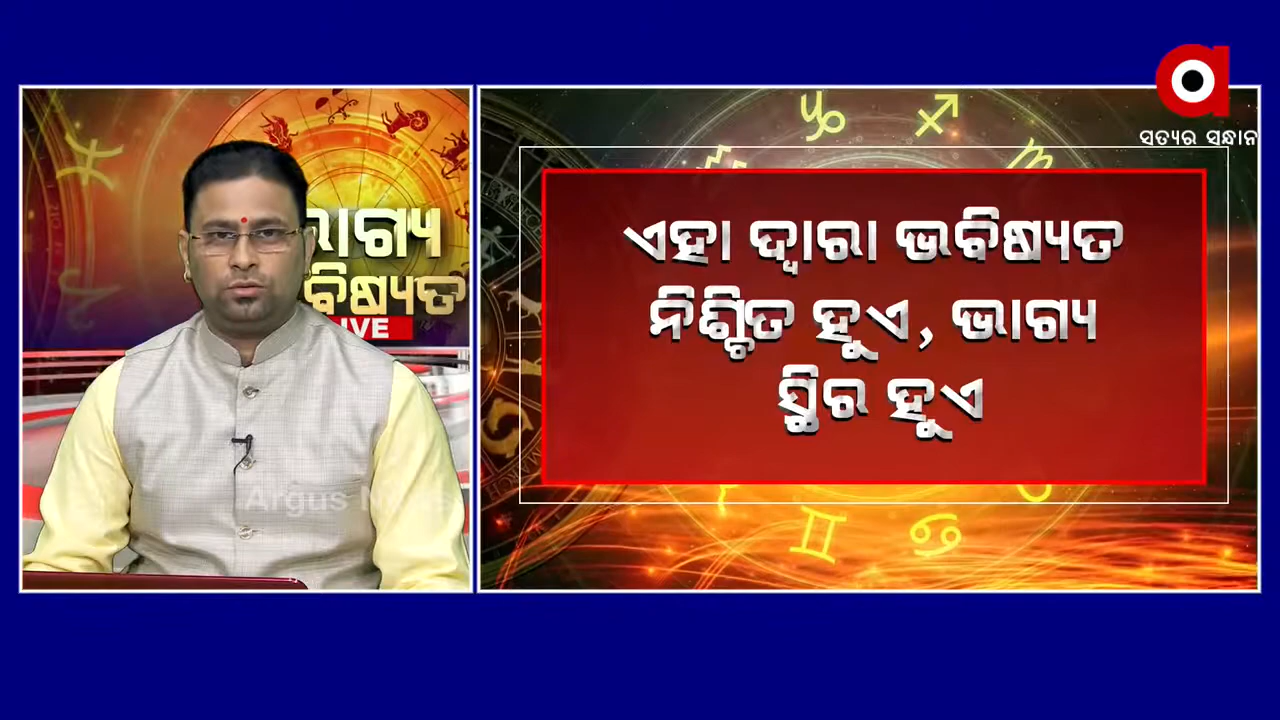 ସତ୍ୟର ସନ୍ଧାନ
ଭାଗ୍ୟ
ବିଷ୍ୟତ
LIVE
ଏହା ଦ୍ୱାରା ଭବିଷ୍ୟତ
ନିଶ୍ଚିତ ହୁଏ, ଭାଗ୍ୟ
ସ୍ଥିର ହୁଏ
Argus News